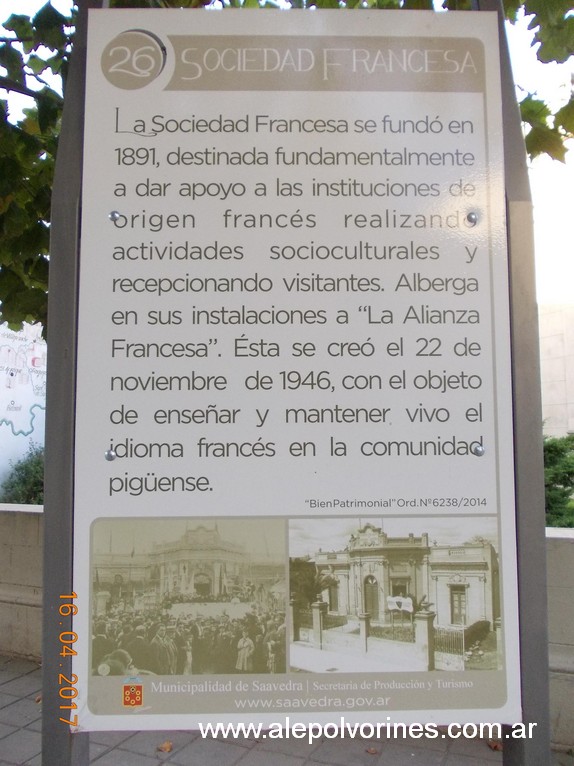 26 SOCIEDAD FRANCESA
La Sociedad Francesa se fundó en
1891, destinada fundamentalmente
a dar apoyo a las instituciones de
origen francés realizando
actividades socioculturales y
recepcionando visitantes. Alberga
en sus instalaciones a “La Alianza
Francesa”. Ésta se creó el 22 de
noviembre de 1946, con el objeto
de enseñar y mantener vivo el
idioma francés en la comunidad
pigüense.
“Bien Patrimonial” Ord. Nº6238/2014
Municipalidad de Saavedra | Secretaria de Producción y Turismo
www.saavedra.gov.ar
16.04.2017
www.alepolvorines.com.ar